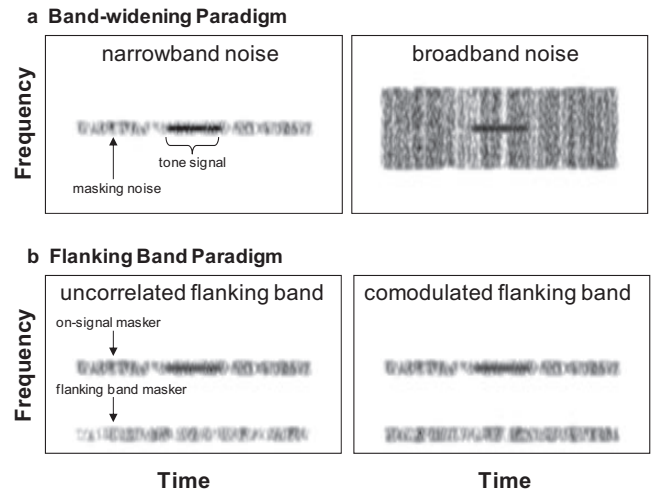 a Band-widening Paradigm
narrowband noise
broadband noise
Frequency
tone signal
masking noise
b Flanking Band Paradigm
uncorrelated flanking band
comodulated flanking band
Frequency
on-signal masker
flanking band masker
Time
Time